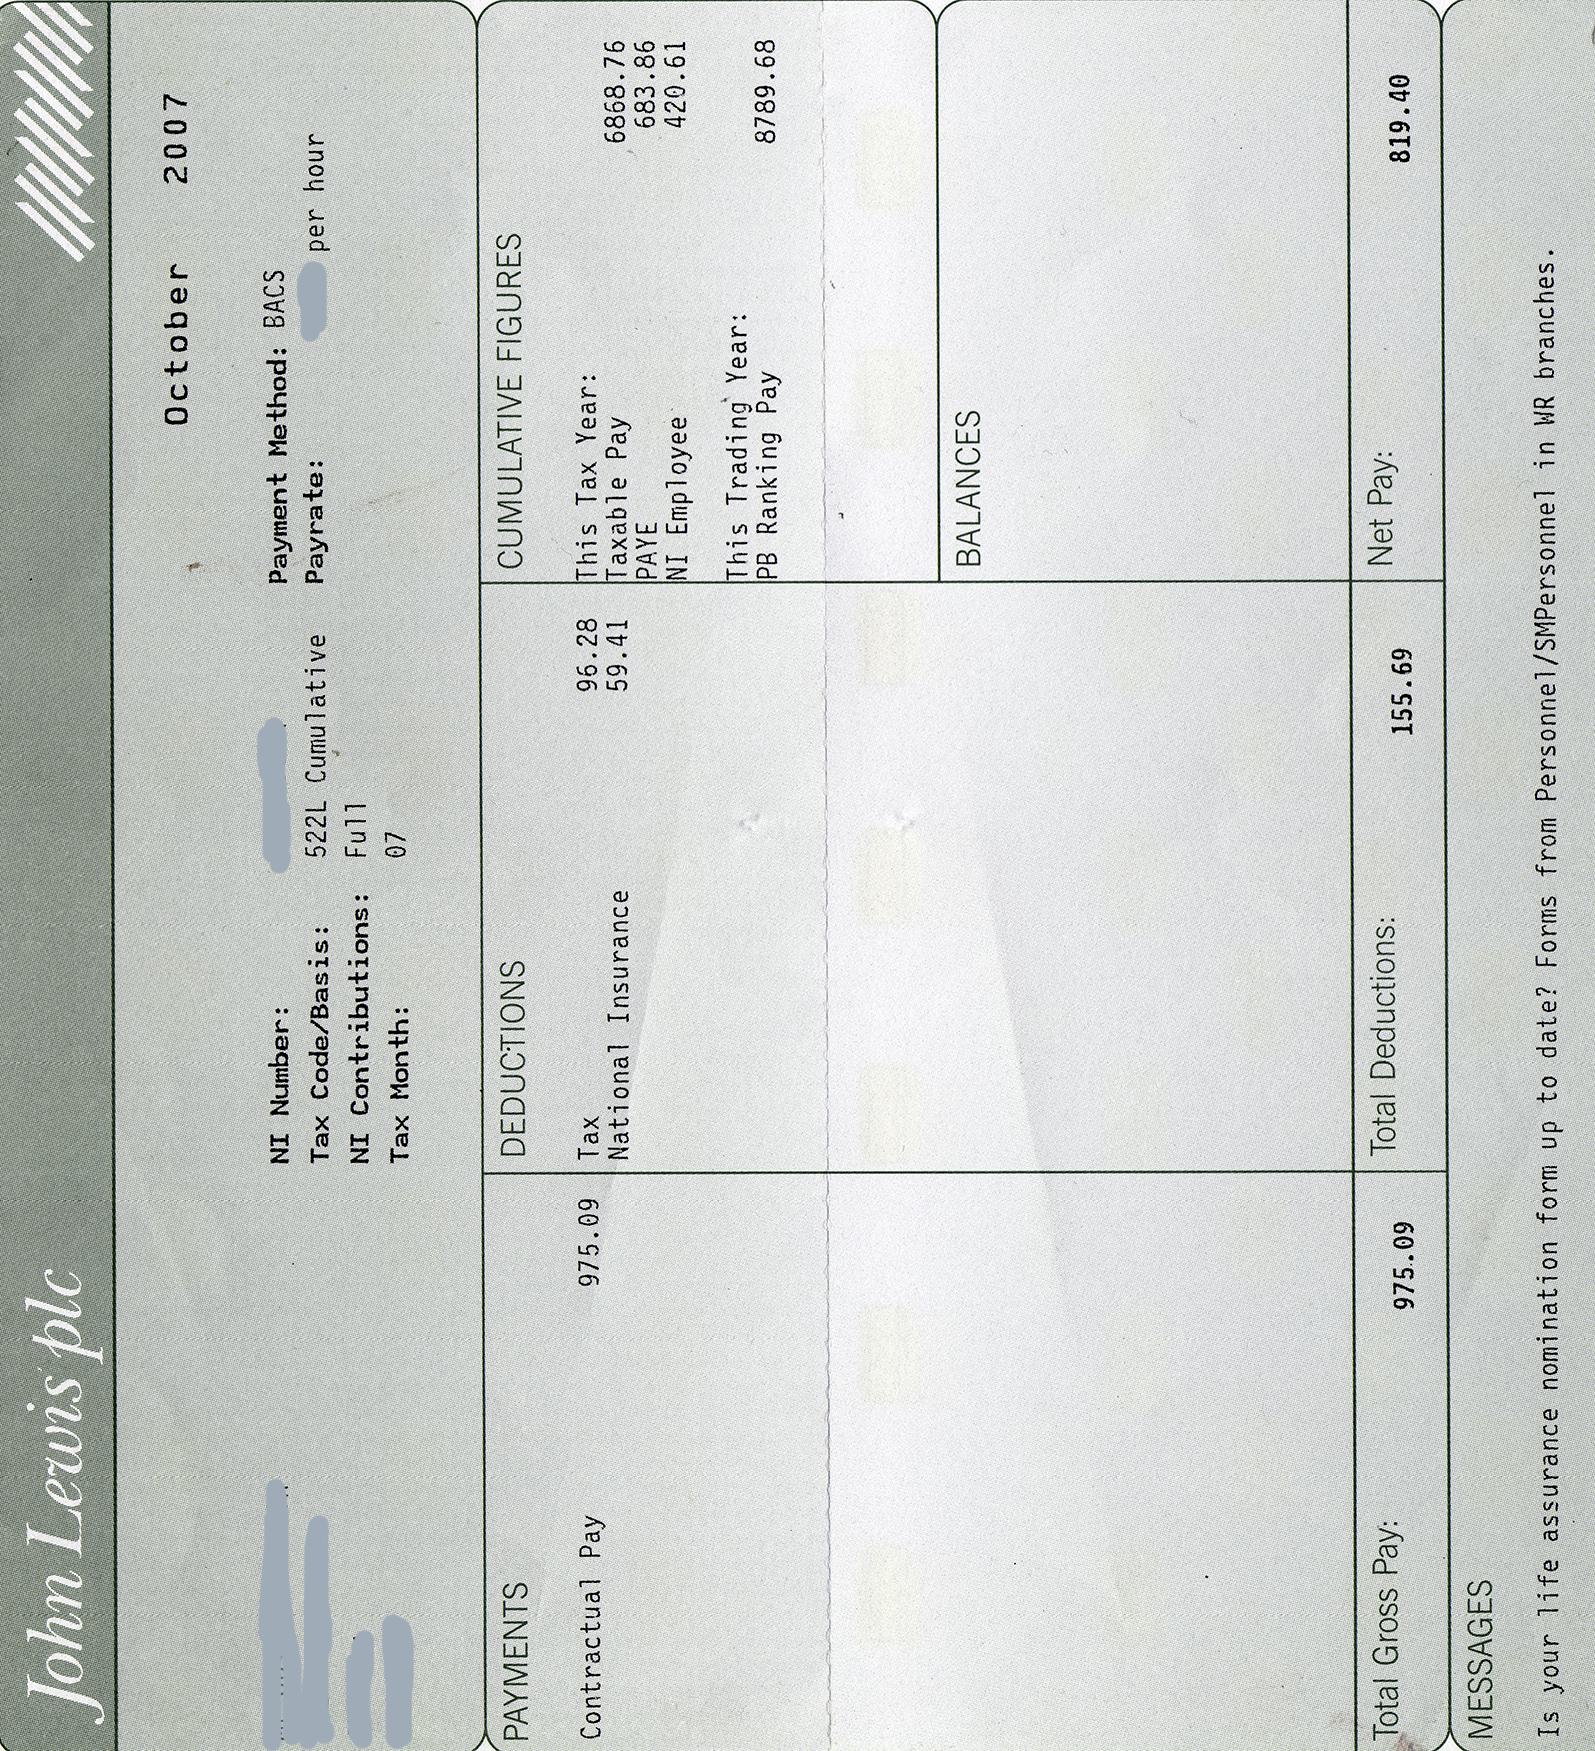 John Lewis plc
October 2007
NI Number:
Payment Method: BACS
Tax Code/Basis: 522L Cumulative
Payrate: per hour
NI Contributions: Full
Tax Month: 07
PAYMENTS
Contractual Pay 975.09
DEDUCTIONS
Tax 96.28
National Insurance 59.41
CUMULATIVE FIGURES
This Tax Year:
Taxable Pay 6868.76
PAYE 683.86
NI Employee 420.61
This Trading Year:
PB Ranking Pay 8789.68
BALANCES
Total Gross Pay: 975.09
Total Deductions: 155.69
Net Pay: 819.40
MESSAGES
Is your life assurance nomination form up to date? Forms from Personnel/SMPersonnel in WR branches.